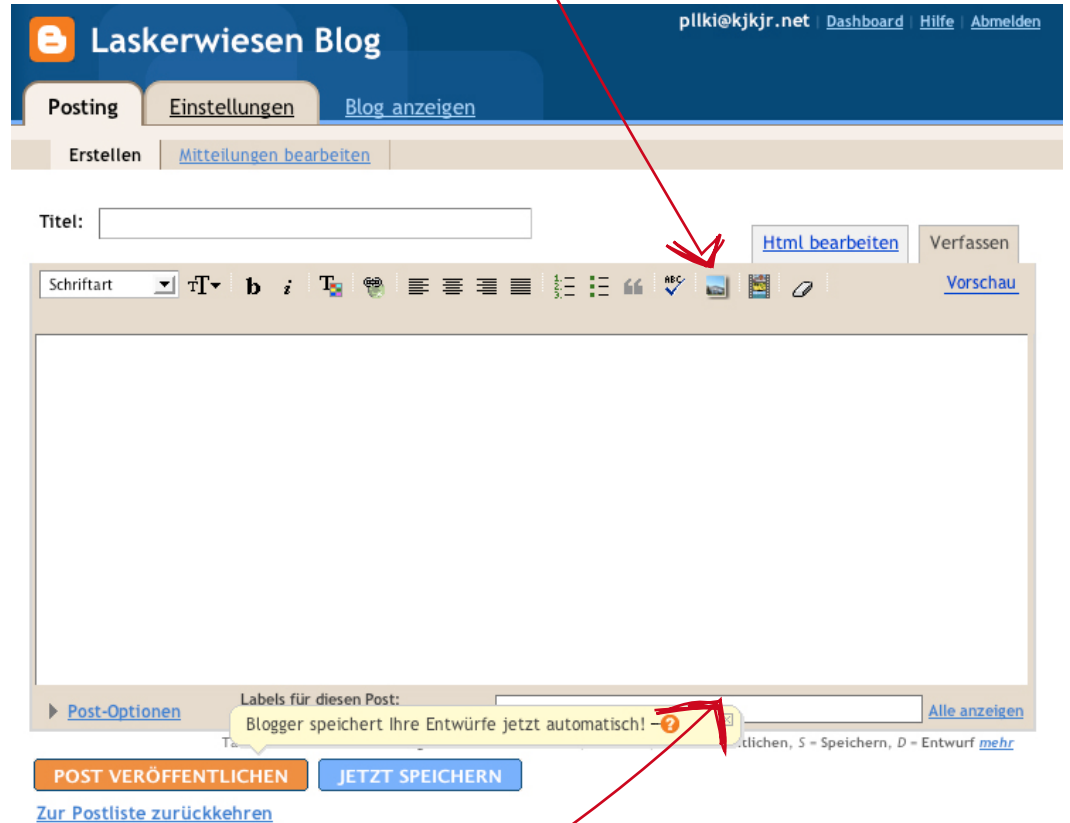 pllki@kjkjr.net | Dashboard | Hilfe | Abmelden
Laskerwiesen Blog
Posting Einstellungen Blog anzeigen
Erstellen Mitteilungen bearbeiten
Titel:
Html bearbeiten Verfassen
Schriftart b i ABC Vorschau
Labels für diesen Post:
Post-Optionen Alle anzeigen
Blogger speichert Ihre Entwürfe jetzt automatisch! – ?
tlichen, S = Speichern, D = Entwurf mehr
POST VERÖFFENTLICHEN JETZT SPEICHERN
Zur Postliste zurückkehren